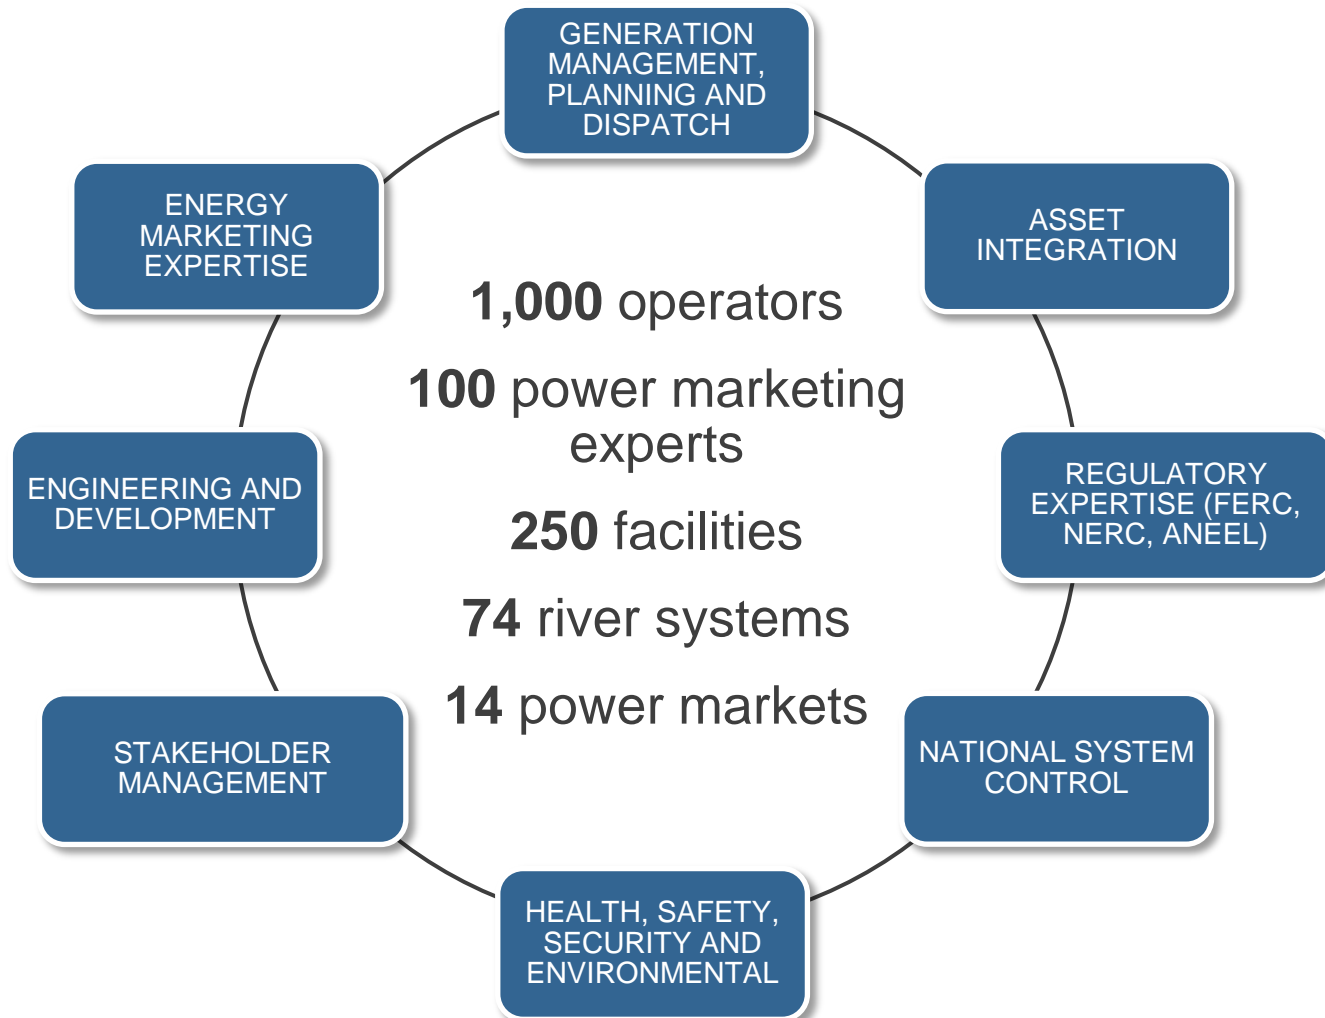 GENERATION
MANAGEMENT,
PLANNING AND
DISPATCH
ENERGY
MARKETING
EXPERTISE
ASSET
INTEGRATION
1,000 operators
100 power marketing
experts
250 facilities
74 river systems
14 power markets
ENGINEERING AND
DEVELOPMENT
REGULATORY
EXPERTISE (FERC,
NERC, ANEEL)
STAKEHOLDER
MANAGEMENT
NATIONAL SYSTEM
CONTROL
HEALTH, SAFETY,
SECURITY AND
ENVIRONMENTAL